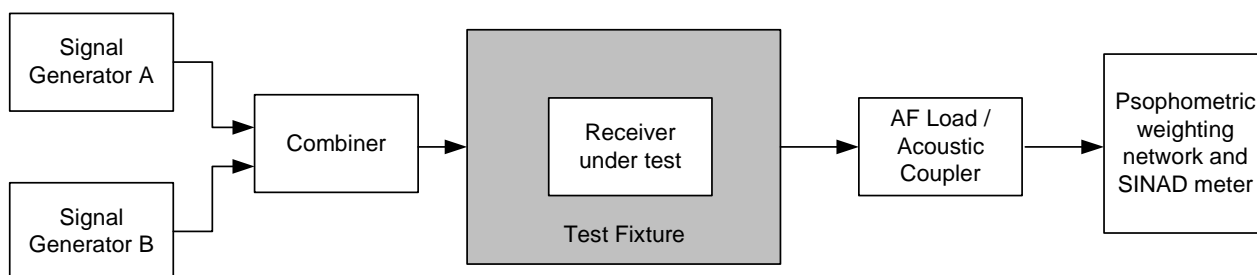 Signal
Generator A
Signal
Generator B
Combiner
Receiver
under test
Test Fixture
AF Load /
Acoustic
Coupler
Psophometric
weighting
network and
SINAD meter